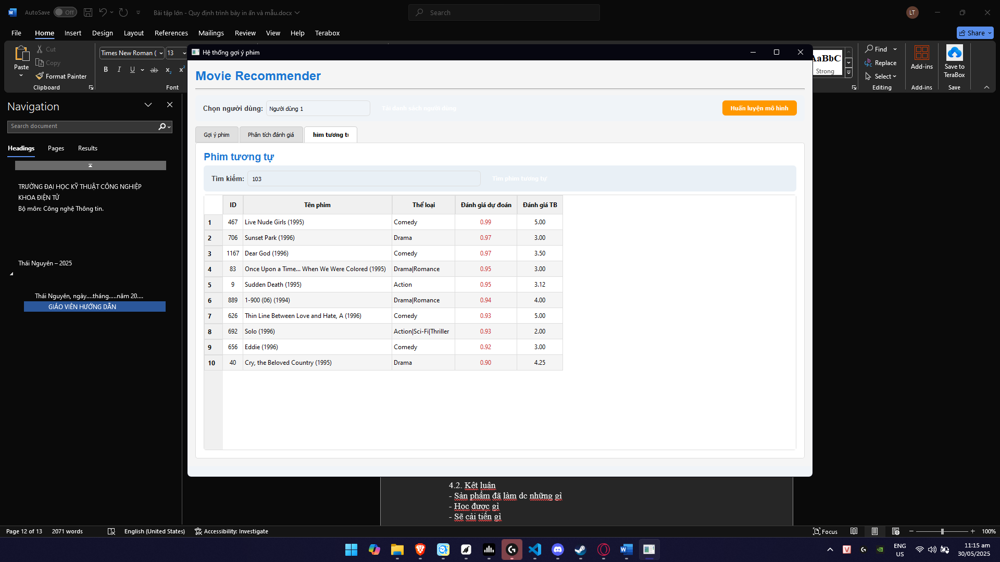 AutoSave Off Bài tập lớn - Quy định trình bày in ấn và mẫu.docx Search LT
File Home Insert Design Layout References Mailings Review View Help Terabox Share
Paste Cut Copy Format Painter
Clipboard
Times New Roman ( 13
B I U ab x2 x2
Font
AaBbC
Strong
Find
Replace
Select
Editing
Add-ins
Add-ins
Save to TeraBox
Save
Navigation
Search document
Headings Pages Results
TRƯỜNG ĐẠI HỌC KỸ THUẬT CÔNG NGHIỆP
KHOA ĐIỆN TỬ
Bộ môn: Công nghệ Thông tin.
Thái Nguyên – 2025
Thái Nguyên, ngày....tháng.....năm 20....
GIÁO VIÊN HƯỚNG DẪN
Hệ thống gợi ý phim
Movie Recommender
Chọn người dùng: Người dùng 1 Tải danh sách người dùng Huấn luyện mô hình
Gợi ý phim Phân tích đánh giá him tương tụ
Phim tương tự
Tìm kiếm: 103 Tìm phim tương tự
ID Tên phim Thể loại Đánh giá dự đoán Đánh giá TB
1 467 Live Nude Girls (1995) Comedy 0.99 5.00
2 706 Sunset Park (1996) Drama 0.97 3.00
3 1167 Dear God (1996) Comedy 0.97 3.50
4 83 Once Upon a Time... When We Were Colored (1995) Drama|Romance 0.95 3.00
5 9 Sudden Death (1995) Action 0.95 3.12
6 889 1-900 (06) (1994) Drama|Romance 0.94 4.00
7 626 Thin Line Between Love and Hate, A (1996) Comedy 0.93 5.00
8 692 Solo (1996) Action|Sci-Fi|Thriller 0.93 2.00
9 656 Eddie (1996) Comedy 0.92 3.00
10 40 Cry, the Beloved Country (1995) Drama 0.90 4.25
4.2. Kết luận
- Sản phẩm đã làm dc những gì
- Học được gì
- Sẽ cải tiến gì
Page 12 of 13 2071 words English (United States) Accessibility: Investigate Focus 100%
ENG US 11:15 am
30/05/2025